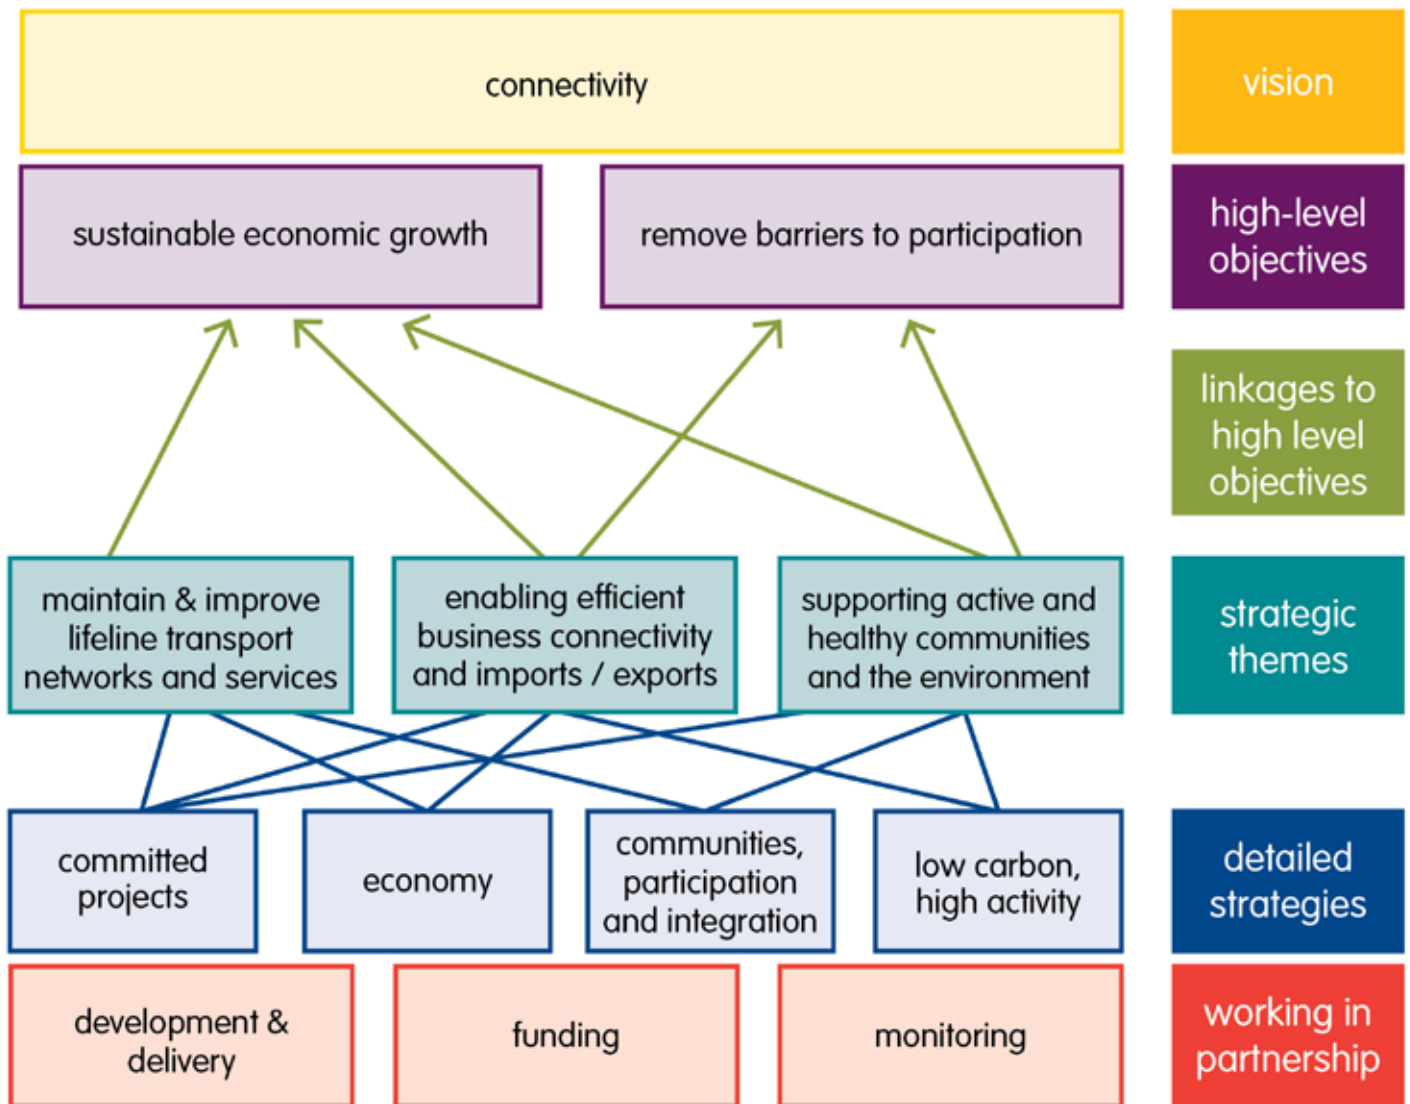 connectivity
vision
sustainable economic growth
remove barriers to participation
high-level
objectives
linkages to
high level
objectives
maintain & improve
lifeline transport
networks and services
enabling efficient
business connectivity
and imports / exports
supporting active and
healthy communities
and the environment
strategic
themes
committed
projects
economy
communities,
participation
and integration
low carbon,
high activity
detailed
strategies
development &
delivery
funding
monitoring
working in
partnership